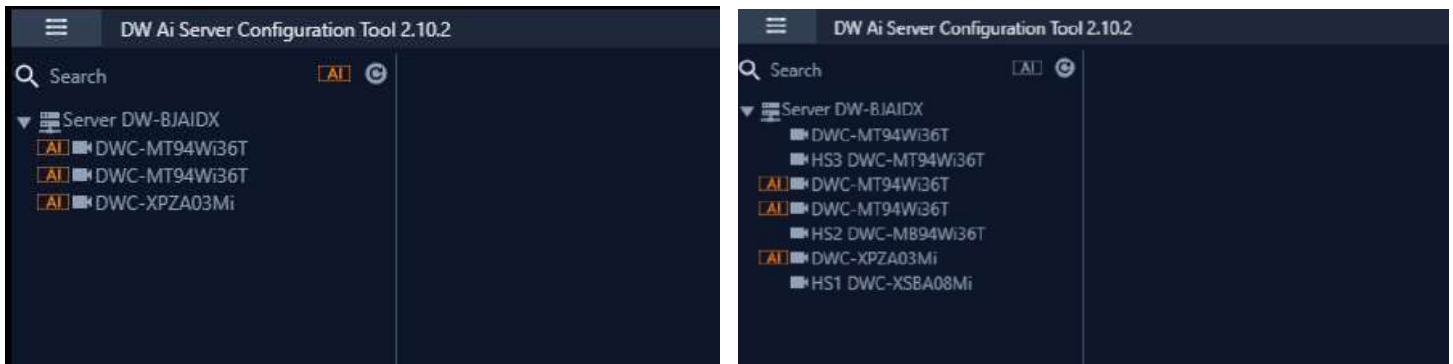 DW Ai Server Configuration Tool 2.10.2
Search AI
Server DW-BJAIDX
AI DWC-MT94Wi36T
AI DWC-MT94Wi36T
AI DWC-XPZA03Mi
DW Ai Server Configuration Tool 2.10.2
Search AI
Server DW-BJAIDX
DWC-MT94Wi36T
HS3 DWC-MT94Wi36T
AI DWC-MT94Wi36T
AI DWC-MT94Wi36T
HS2 DWC-MB94Wi36T
AI DWC-XPZA03Mi
HS1 DWC-XSBA08Mi